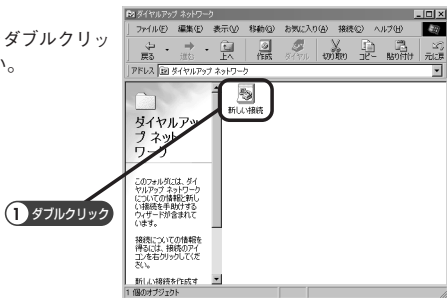 ダブルクリッ
い。
ダイヤルアップ ネットワーク
ファイル(F) 編集(E) 表示(V) 移動(G) お気に入り(A) 接続(C) ヘルプ(H)
戻る 進む 上へ 作成 ダイヤル 切り取り コピー 貼り付け 元に戻
アドレス ダイヤルアップ ネットワーク
ダイヤルアッ
プ ネットワ
ーク
このフォルダには、ダイ
ヤルアップ ネットワーク
についての情報と新し
い接続を手助けする
ウィザードが含まれて
います。
接続についての情報を
得るには、接続のアイ
コンを右クリックしてくだ
さい。
新しい接続を作成す
新しい接続
1 ダブルクリック
1 個のオブジェクト